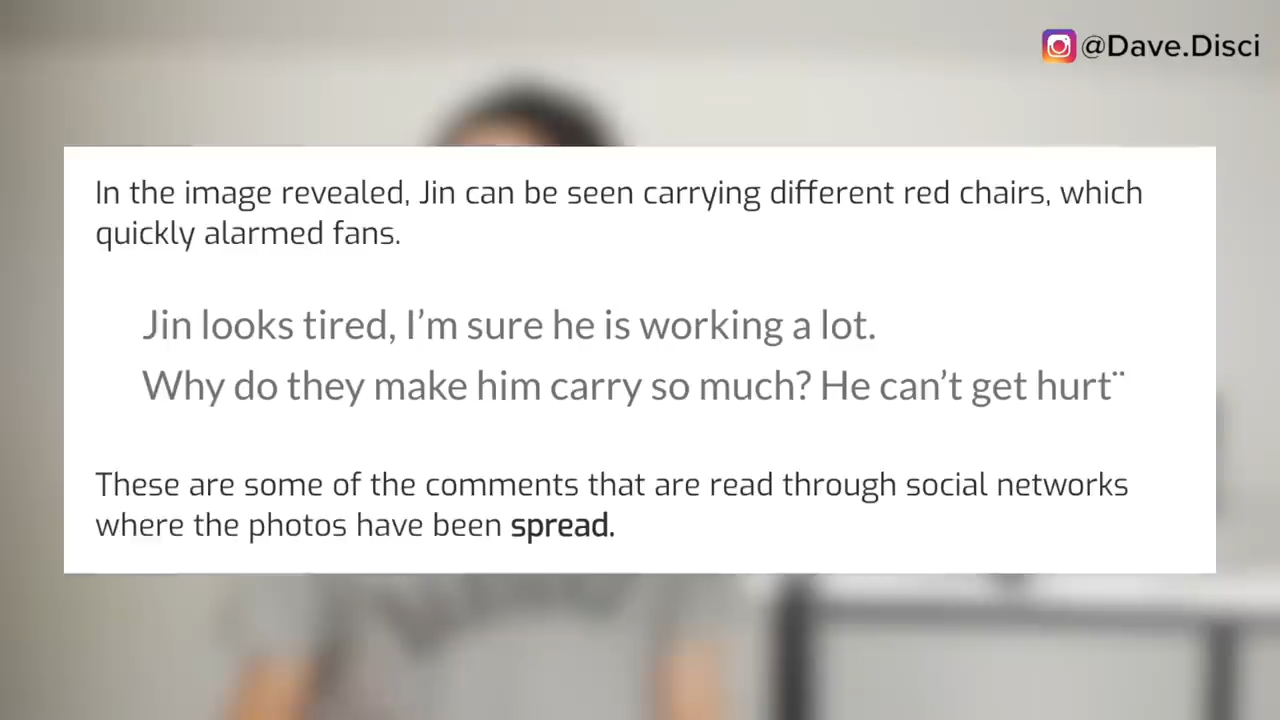 @Dave.Disci
In the image revealed, Jin can be seen carrying different red chairs, which
quickly alarmed fans.
Jin looks tired, I’m sure he is working a lot.
Why do they make him carry so much? He can’t get hurt¨
These are some of the comments that are read through social networks
where the photos have been spread.